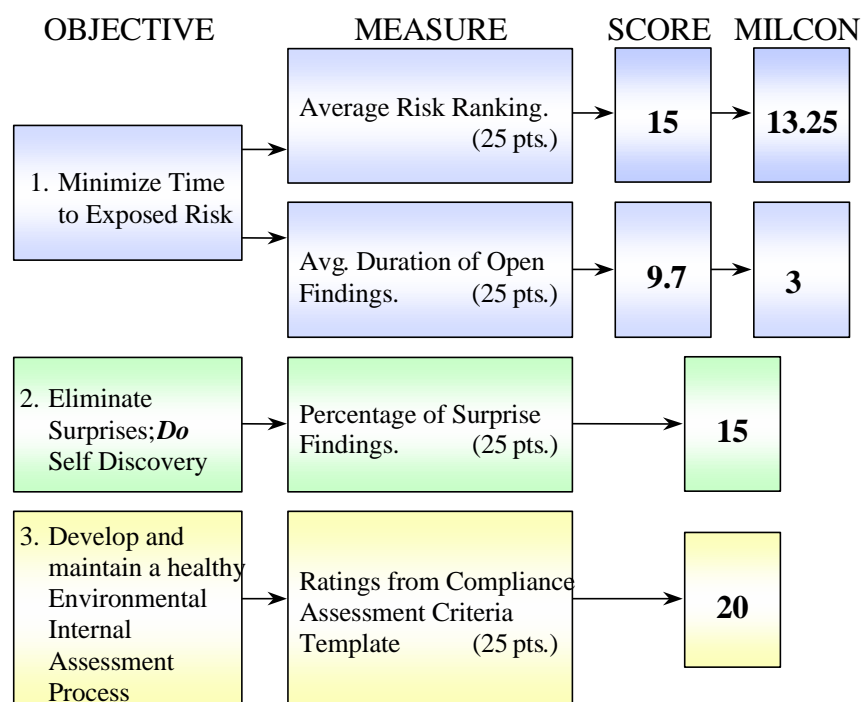 OBJECTIVE MEASURE SCORE MILCON
1. Minimize Time
to Exposed Risk
Average Risk Ranking.
(25 pts.)
15
13.25
Avg. Duration of Open
Findings. (25 pts.)
9.7
3
2. Eliminate
Surprises;Do
Self Discovery
Percentage of Surprise
Findings. (25 pts.)
15
3. Develop and
maintain a healthy
Environmental
Internal
Assessment
Process
Ratings from Compliance
Assessment Criteria
Template (25 pts.)
20